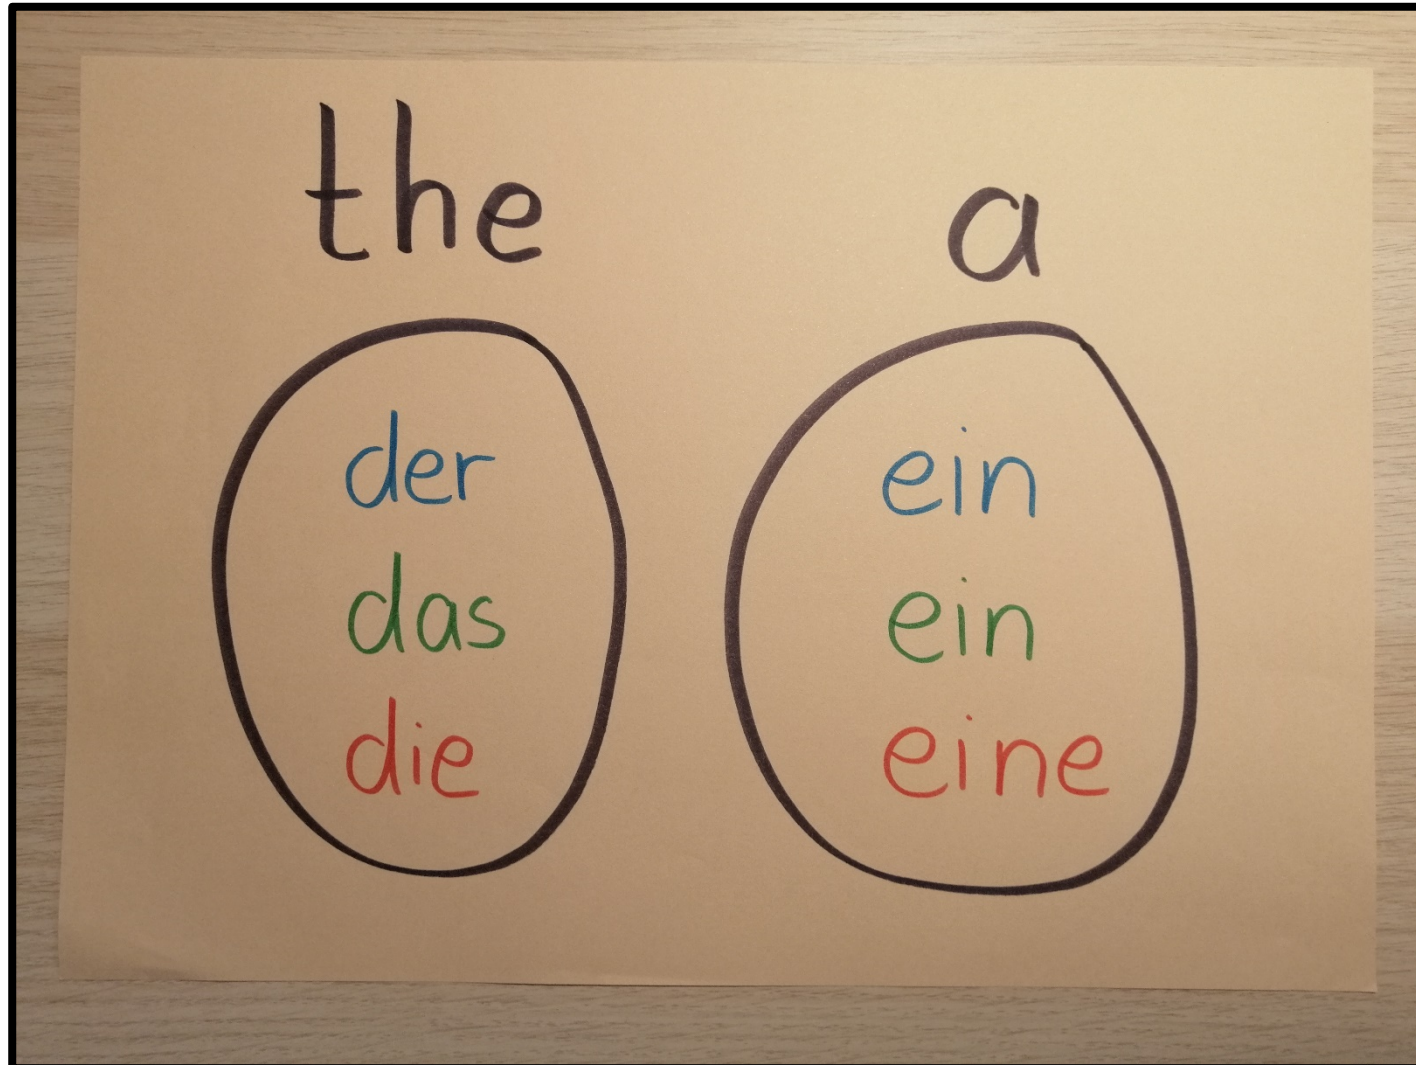 the a
der ein
das ein
die eine